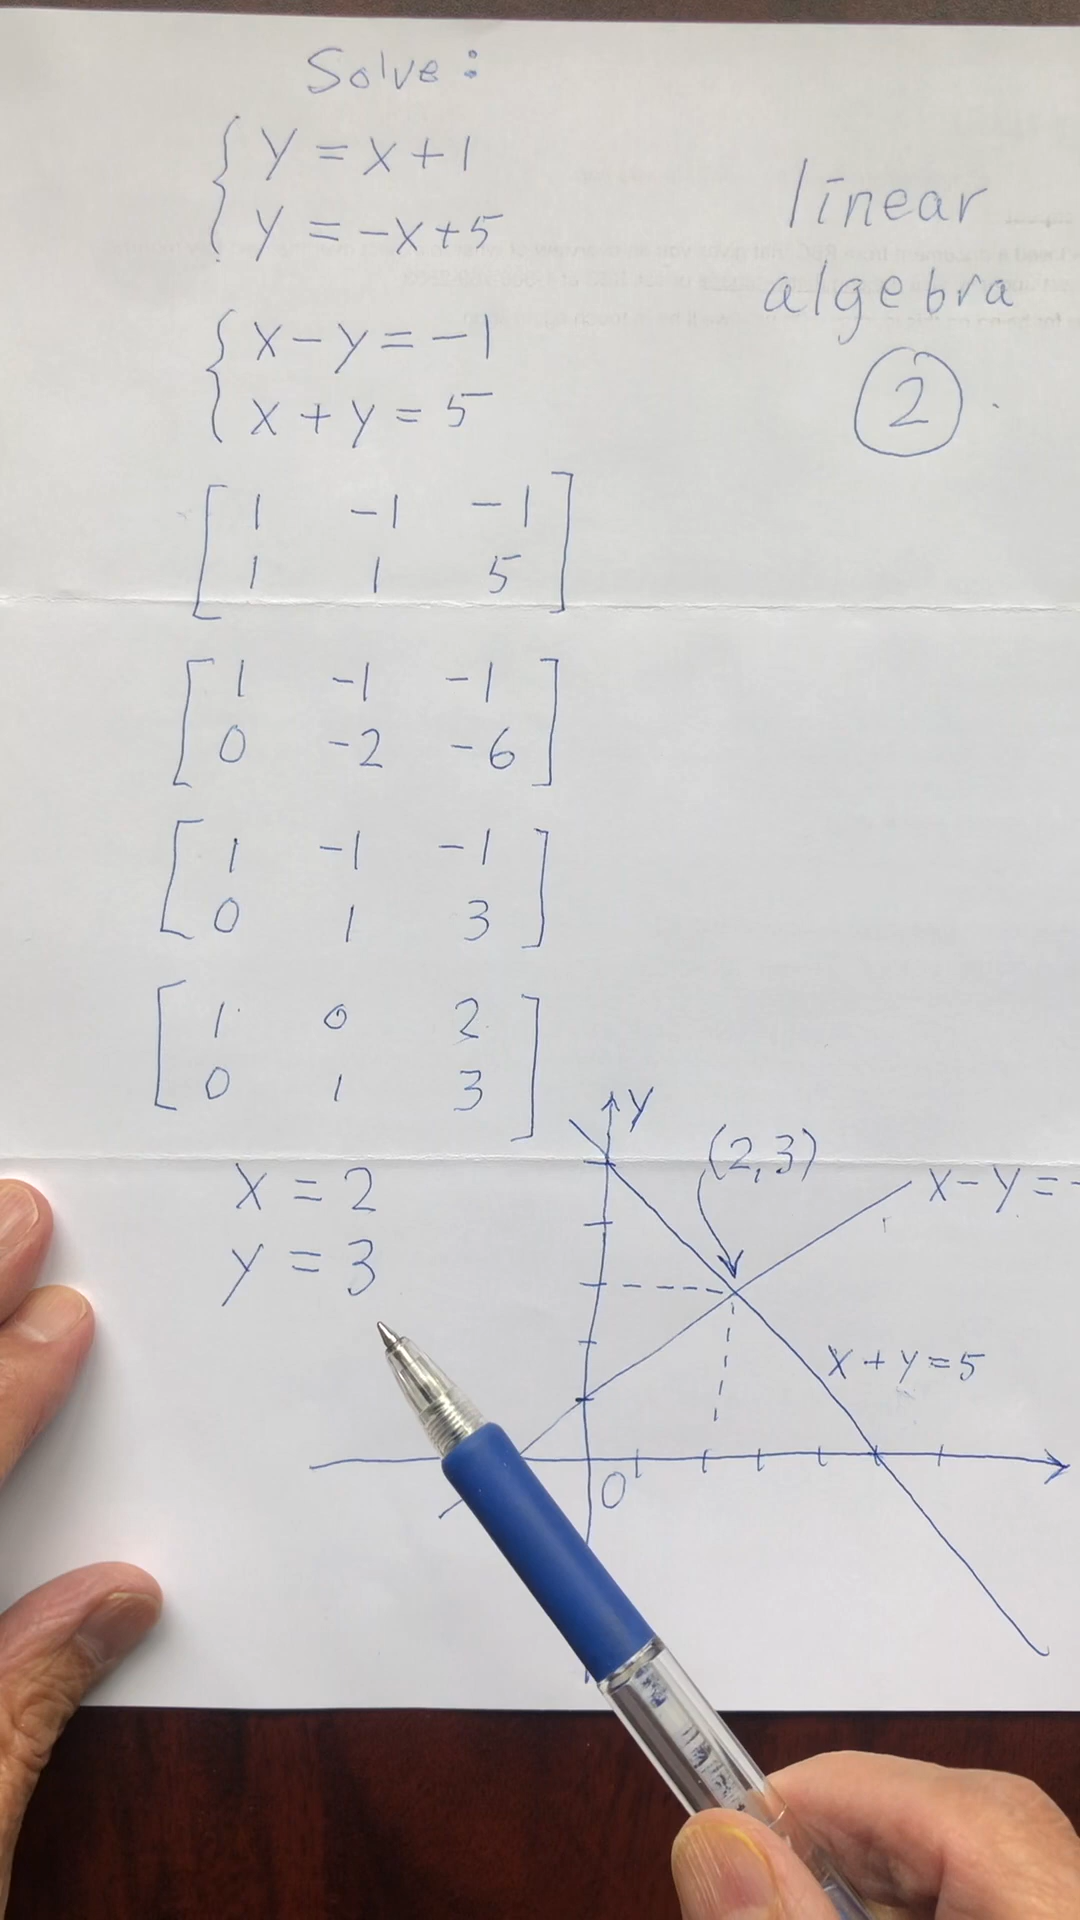 Solve:
{ y = x + 1
y = -x + 5
linear
algebra
2
{ x - y = -1
x + y = 5
[ 1 -1 -1
1 1 5 ]
[ 1 -1 -1
0 -2 -6 ]
[ 1 -1 -1
0 1 3 ]
[ 1 0 2
0 1 3 ]
x = 2
y = 3
y
(2,3)
x - y = -
x + y = 5
0